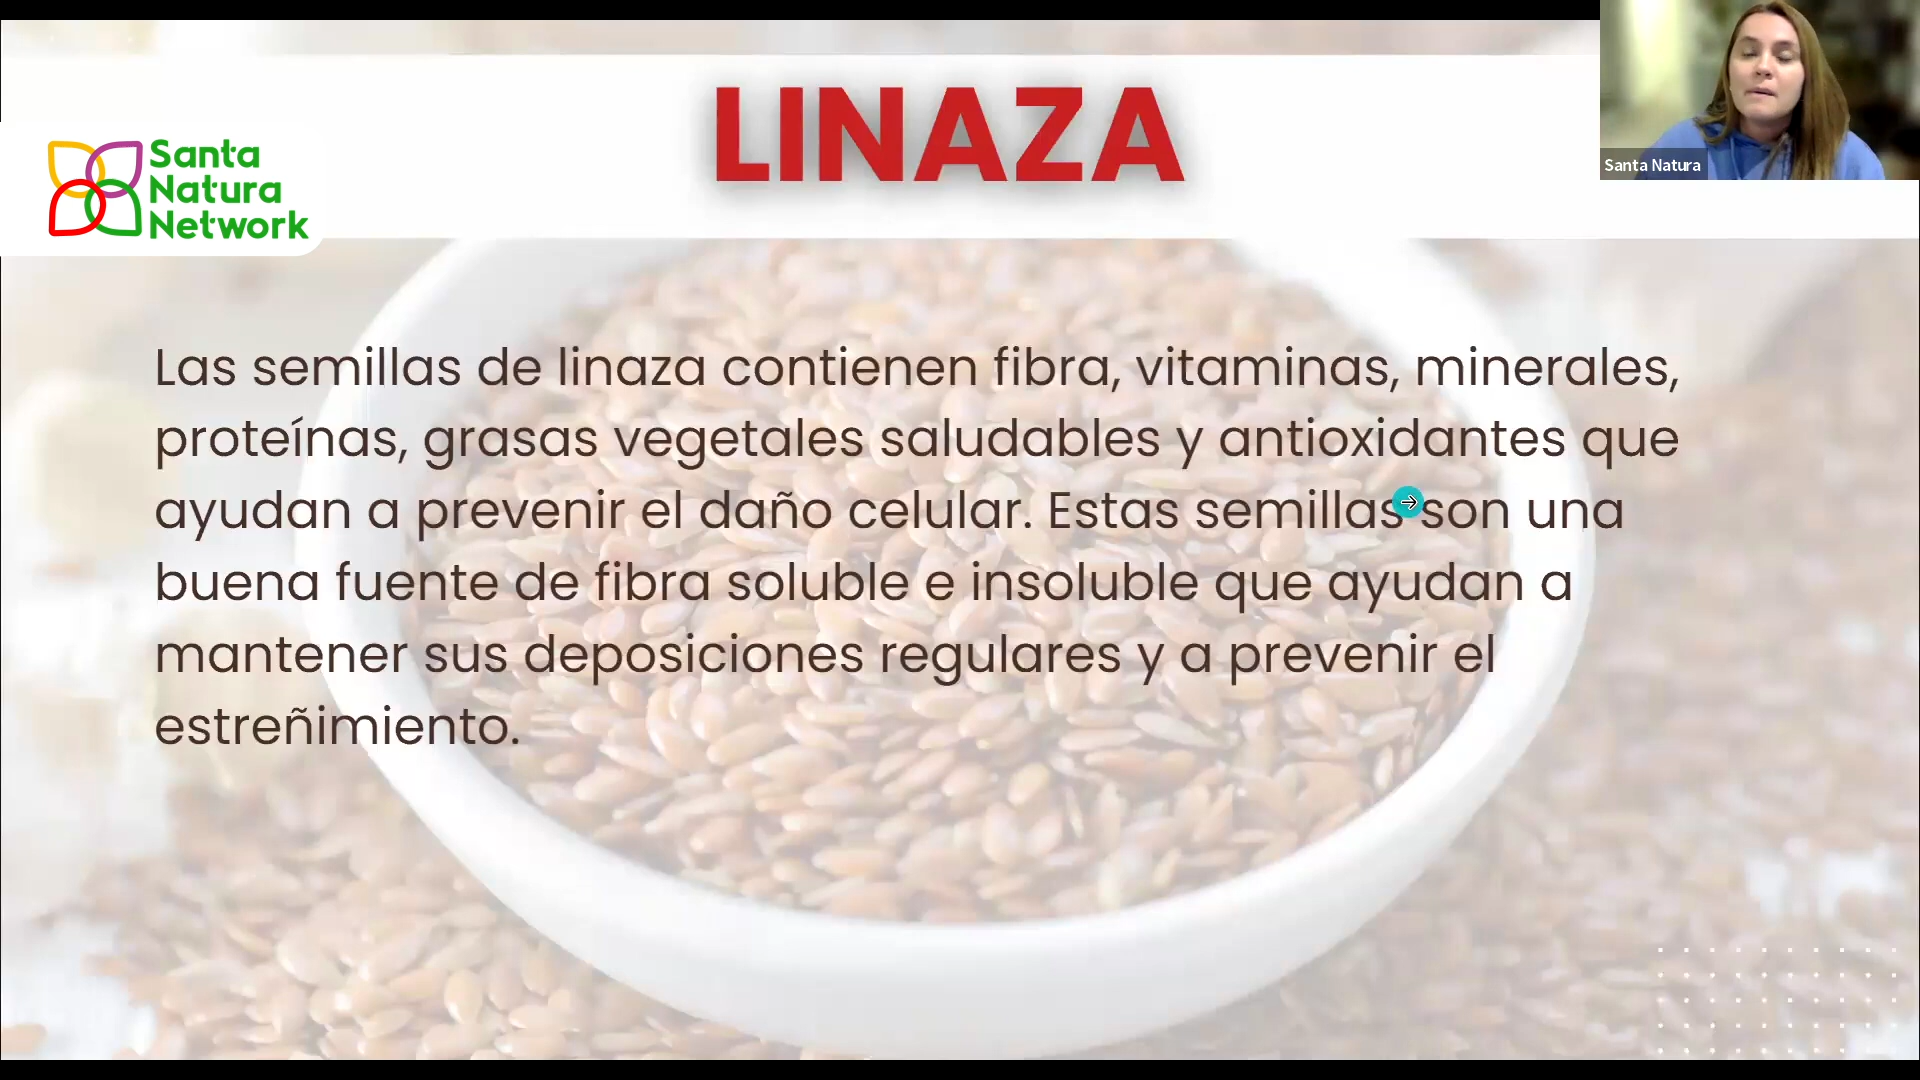 LINAZA
Santa
Natura
Network
Santa Natura
Las semillas de linaza contienen fibra, vitaminas, minerales,
proteínas, grasas vegetales saludables y antioxidantes que
ayudan a prevenir el daño celular. Estas semillas son una
buena fuente de fibra soluble e insoluble que ayudan a
mantener sus deposiciones regulares y a prevenir el
estreñimiento.